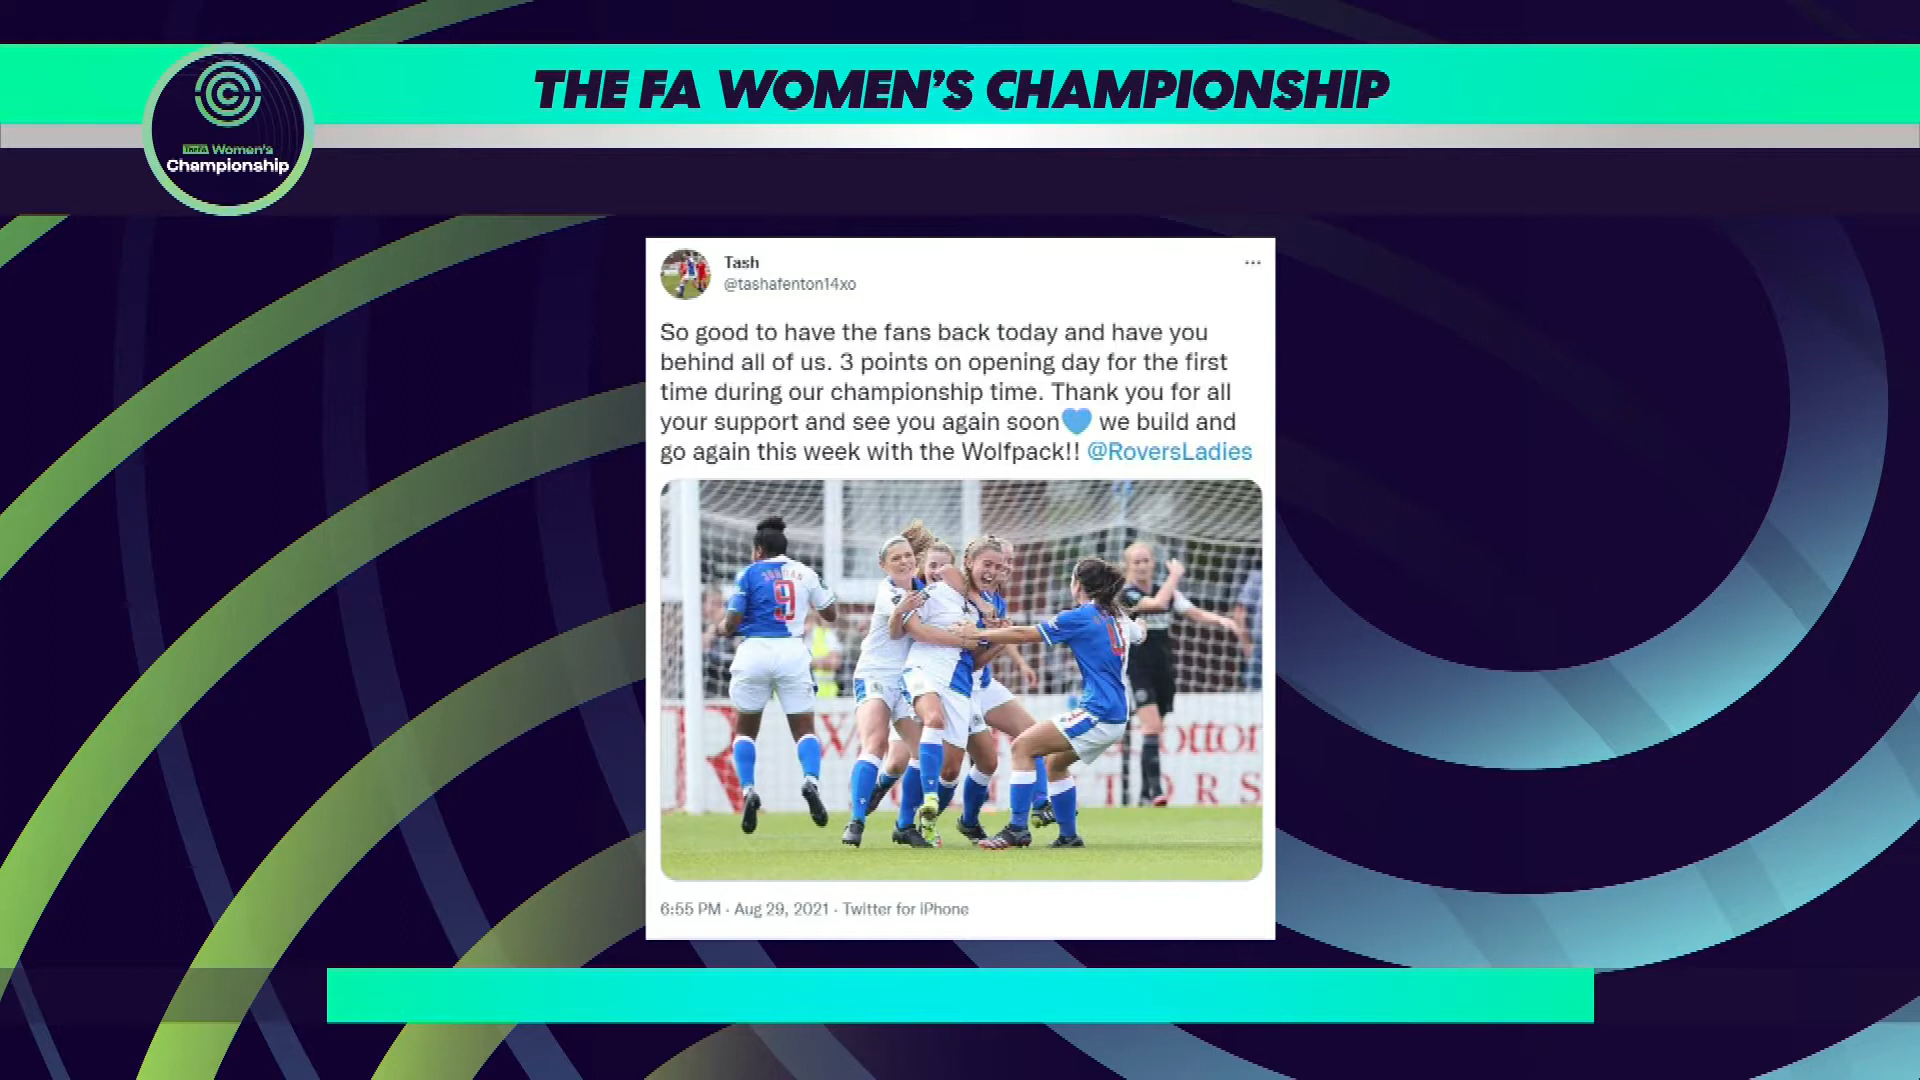 THE FA WOMEN'S CHAMPIONSHIP
The FA Women's
Championship
Tash
@tashafenton14xo
So good to have the fans back today and have you
behind all of us. 3 points on opening day for the first
time during our championship time. Thank you for all
your support and see you again soon💙 we build and
go again this week with the Wolfpack!! @RoversLadies
9
6:55 PM · Aug 29, 2021 · Twitter for iPhone